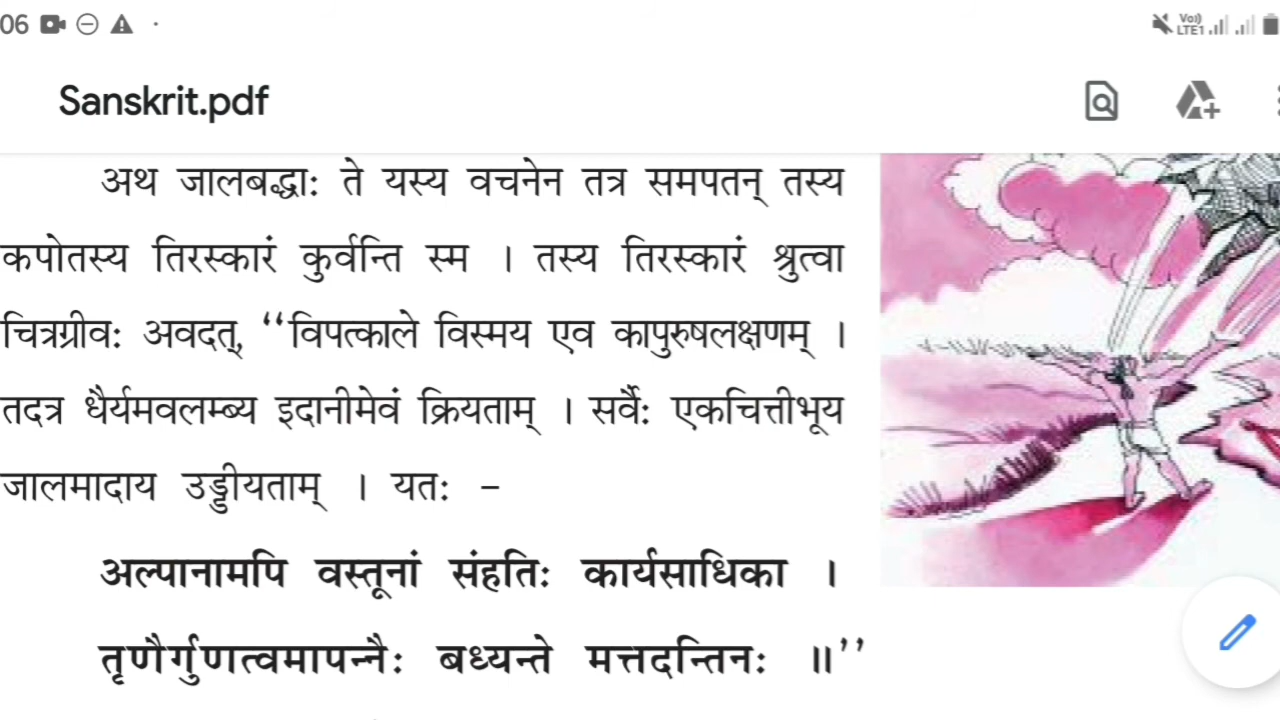 06
Vo)) LTE1
Sanskrit.pdf
अथ जालबद्धाः ते यस्य वचनेन तत्र समपतन् तस्य
कपोतस्य तिरस्कारं कुर्वन्ति स्म । तस्य तिरस्कारं श्रुत्वा
चित्रग्रीवः अवदत्, “विपत्काले विस्मय एव कापुरुषलक्षणम् ।
तदत्र धैर्यमवलम्ब्य इदानीमेवं क्रियताम् । सर्वैः एकचित्तीभूय
जालमादाय उड्डीयताम् । यतः –
अल्पानामपि वस्तूनां संहतिः कार्यसाधिका ।
तृणैर्गुणत्वमापन्नैः बध्यन्ते मत्तदन्तिनः ॥”